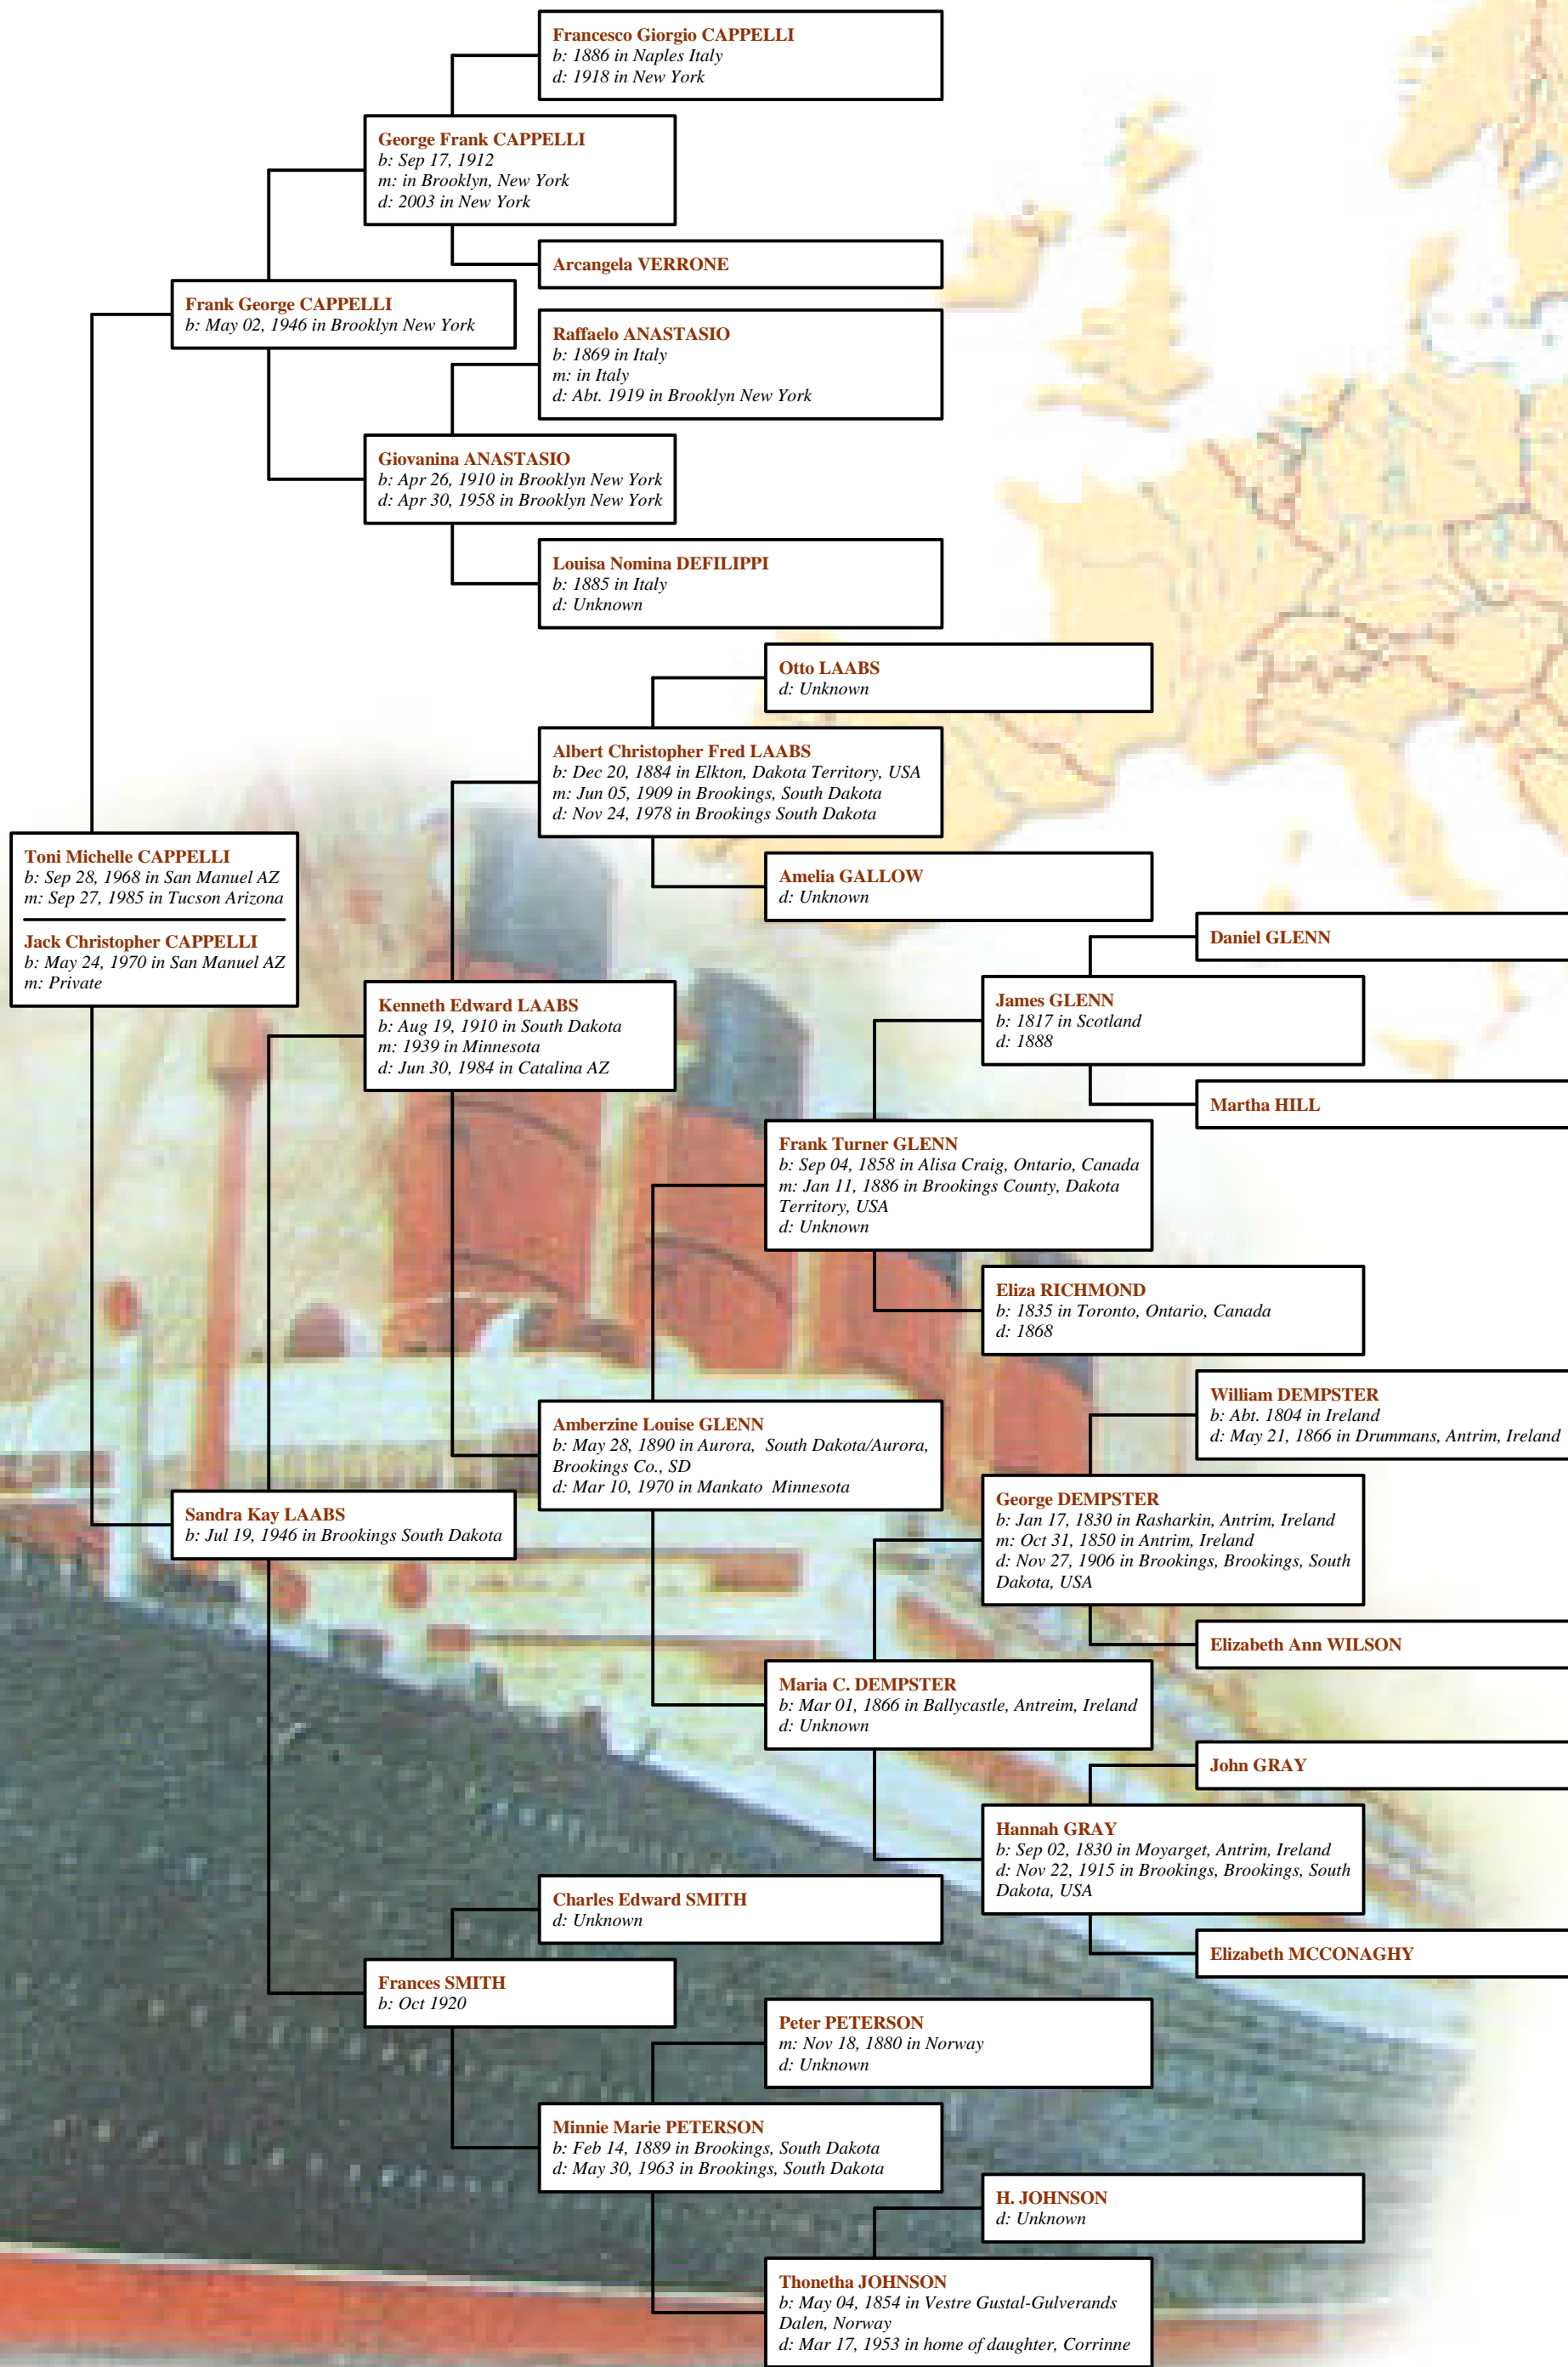 Francesco Giorgio CAPPELLI
b: 1886 in Naples Italy
d: 1918 in New York
George Frank CAPPELLI
b: Sep 17, 1912
m: in Brooklyn, New York
d: 2003 in New York
Arcangela VERRONE
Frank George CAPPELLI
b: May 02, 1946 in Brooklyn New York
Raffaelo ANASTASIO
b: 1869 in Italy
m: in Italy
d: Abt. 1919 in Brooklyn New York
Giovanina ANASTASIO
b: Apr 26, 1910 in Brooklyn New York
d: Apr 30, 1958 in Brooklyn New York
Louisa Nomina DEFILIPPI
b: 1885 in Italy
d: Unknown
Otto LAABS
d: Unknown
Albert Christopher Fred LAABS
b: Dec 20, 1884 in Elkton, Dakota Territory, USA
m: Jun 05, 1909 in Brookings, South Dakota
d: Nov 24, 1978 in Brookings South Dakota
Toni Michelle CAPPELLI
b: Sep 28, 1968 in San Manuel AZ
m: Sep 27, 1985 in Tucson Arizona
Jack Christopher CAPPELLI
b: May 24, 1970 in San Manuel AZ
m: Private
Amelia GALLOW
d: Unknown
Daniel GLENN
Kenneth Edward LAABS
b: Aug 19, 1910 in South Dakota
m: 1939 in Minnesota
d: Jun 30, 1984 in Catalina AZ
James GLENN
b: 1817 in Scotland
d: 1888
Martha HILL
Frank Turner GLENN
b: Sep 04, 1858 in Alisa Craig, Ontario, Canada
m: Jan 11, 1886 in Brookings County, Dakota
Territory, USA
d: Unknown
Eliza RICHMOND
b: 1835 in Toronto, Ontario, Canada
d: 1868
William DEMPSTER
b: Abt. 1804 in Ireland
d: May 21, 1866 in Drummans, Antrim, Ireland
Amberzine Louise GLENN
b: May 28, 1890 in Aurora,  South Dakota/Aurora,
Brookings Co., SD
d: Mar 10, 1970 in Mankato  Minnesota
George DEMPSTER
b: Jan 17, 1830 in Rasharkin, Antrim, Ireland
m: Oct 31, 1850 in Antrim, Ireland
d: Nov 27, 1906 in Brookings, Brookings, South
Dakota, USA
Sandra Kay LAABS
b: Jul 19, 1946 in Brookings South Dakota
Elizabeth Ann WILSON
Maria C. DEMPSTER
b: Mar 01, 1866 in Ballycastle, Antreim, Ireland
d: Unknown
John GRAY
Hannah GRAY
b: Sep 02, 1830 in Moyarget, Antrim, Ireland
d: Nov 22, 1915 in Brookings, Brookings, South
Dakota, USA
Charles Edward SMITH
d: Unknown
Elizabeth MCCONAGHY
Frances SMITH
b: Oct 1920
Peter PETERSON
m: Nov 18, 1880 in Norway
d: Unknown
Minnie Marie PETERSON
b: Feb 14, 1889 in Brookings, South Dakota
d: May 30, 1963 in Brookings, South Dakota
H. JOHNSON
d: Unknown
Thonetha JOHNSON
b: May 04, 1854 in Vestre Gustal-Gulverands
Dalen, Norway
d: Mar 17, 1953 in home of daughter, Corrinne